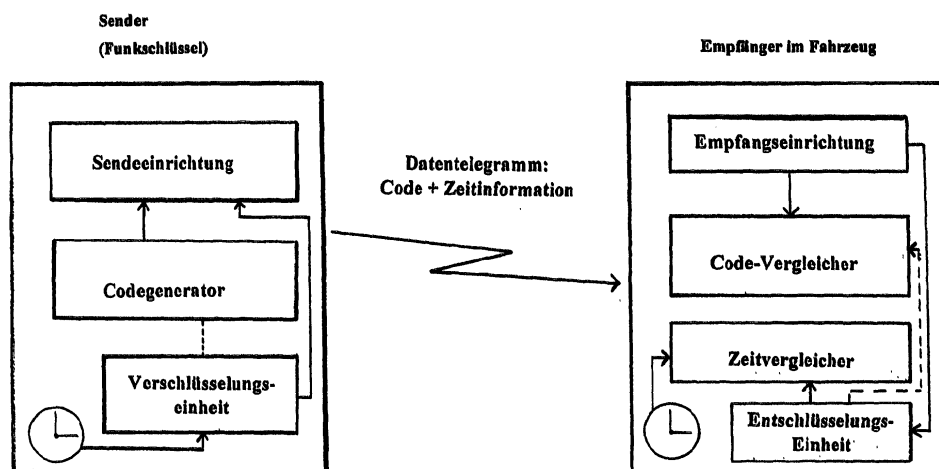 Sender
(Funkschlüssel)
Empfänger im Fahrzeug
Sendeeinrichtung
Codegenerator
Verschlüsselungs-
einheit
Datentelegramm:
Code + Zeitinformation
Empfangseinrichtung
Code-Vergleicher
Zeitvergleicher
Entschlüsselungs-
Einheit